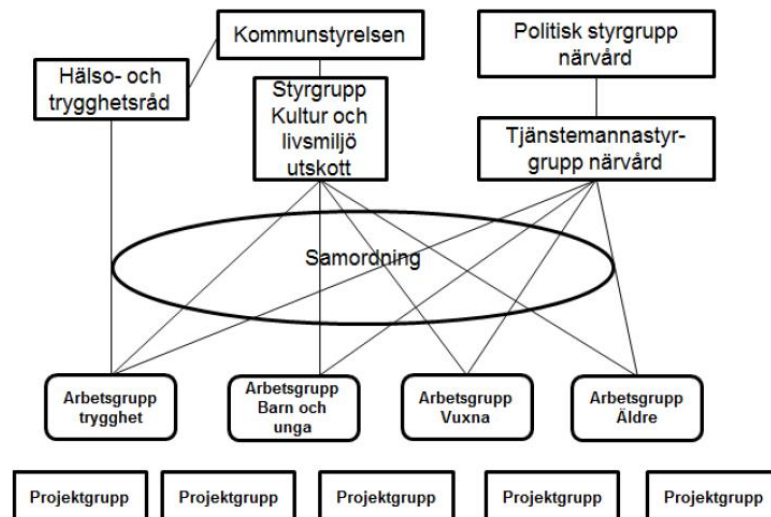 Kommunstyrelsen
Politisk styrgrupp
närvård
Hälso- och
trygghetsråd
Styrgrupp
Kultur och
livsmiljö
utskott
Tjänstemannastyr-
grupp närvård
Samordning
Arbetsgrupp
trygghet
Arbetsgrupp
Barn och
unga
Arbetsgrupp
Vuxna
Arbetsgrupp
Äldre
Projektgrupp
Projektgrupp
Projektgrupp
Projektgrupp
Projektgrupp